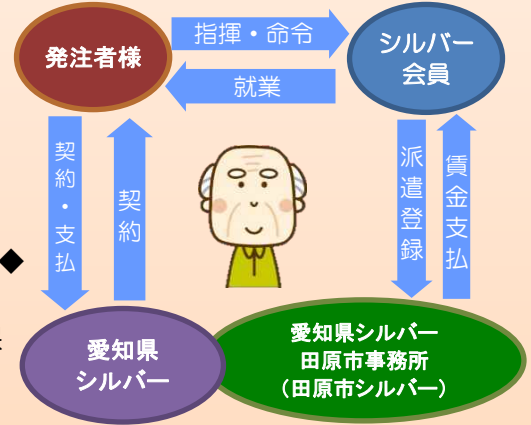 発注者様
指揮・命令
シルバー
会員
就業
契約・支払
契約
派遣登録
賃金支払
愛知県
シルバー
愛知県シルバー
田原市事務所
（田原市シルバー）